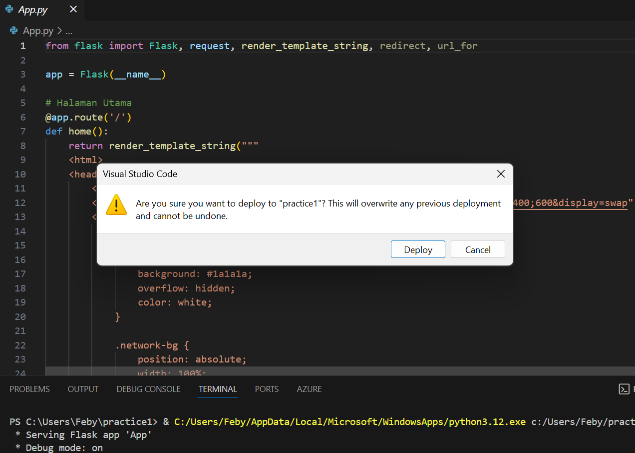 App.py
App.py > ...
1 from flask import Flask, request, render_template_string, redirect, url_for
2
3 app = Flask(__name__)
4
5 # Halaman Utama
6 @app.route('/')
7 def home():
8 return render_template_string("""
9 <html>
10 <head
Visual Studio Code
11 <
12 < 400;600&display=swap"
13 <
Are you sure you want to deploy to "practice1"? This will overwrite any previous deployment
and cannot be undone.
14
15
Deploy Cancel
16
17 background: #1a1a1a;
18 overflow: hidden;
19 color: white;
20 }
21
22 .network-bg {
23 position: absolute;
24 width: 100%;
PROBLEMS OUTPUT DEBUG CONSOLE TERMINAL PORTS AZURE
PS C:\Users\Feby\practice1> & C:/Users/Feby/AppData/Local/Microsoft/WindowsApps/python3.12.exe c:/Users/Feby/pract
* Serving Flask app 'App'
* Debug mode: on